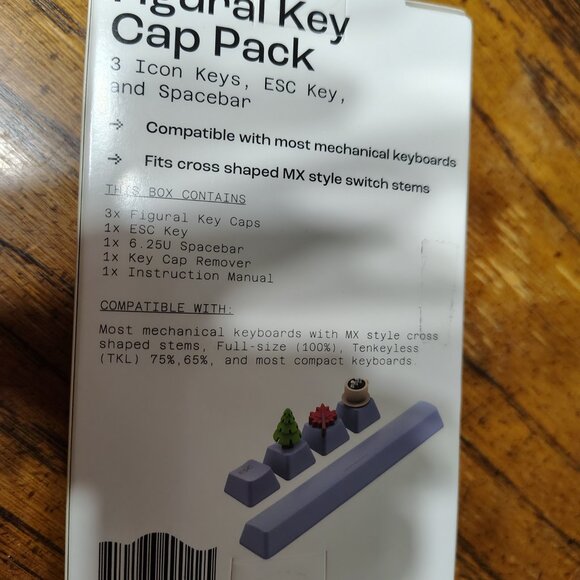 Figural Key
Cap Pack
3 Icon Keys, ESC Key,
and Spacebar
→ Compatible with most mechanical keyboards
→ Fits cross shaped MX style switch stems
THIS BOX CONTAINS
3x Figural Key Caps
1x ESC Key
1x 6.25U Spacebar
1x Key Cap Remover
1x Instruction Manual
COMPATIBLE WITH:
Most mechanical keyboards with MX style cross
shaped stems, Full-size (100%), Tenkeyless
(TKL) 75%,65%, and most compact keyboards.
ESC